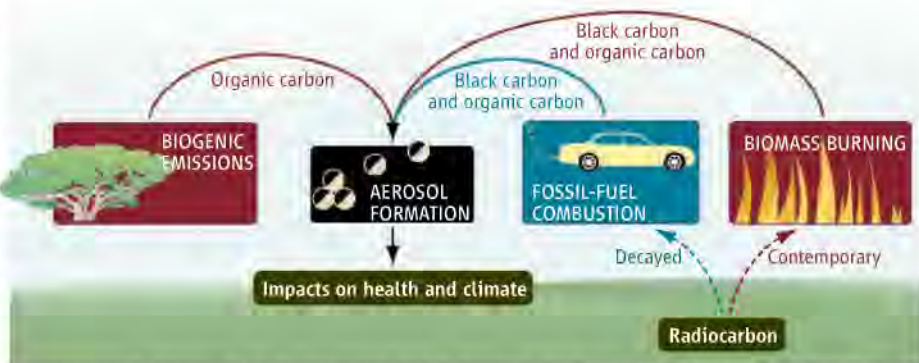 Black carbon
and organic carbon
Organic carbon
Black carbon
and organic carbon
BIOGENIC
EMISSIONS
AEROSOL
FORMATION
FOSSIL-FUEL
COMBUSTION
BIOMASS BURNING
Decayed
Contemporary
Impacts on health and climate
Radiocarbon